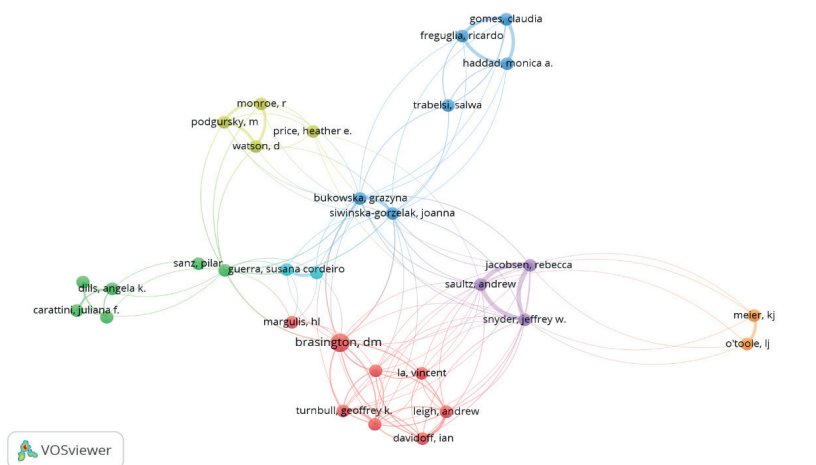 gomes, claudia
freguglia, ricardo
haddad, monica a.
trabelsi, salwa
monroe, r
podgursky, m
price, heather e.
watson, d
bukowska, grazyna
siwinska-gorzelak, joanna
sanz, pilar
guerra, susana cordeiro
jacobsen, rebecca
saultz, andrew
dills, angela k.
carattini, juliana f.
margulis, hl
snyder, jeffrey w.
meier, kj
brasington, dm
o'toole, lj
la, vincent
turnbull, geoffrey k.
leigh, andrew
davidoff, ian
VOSviewer